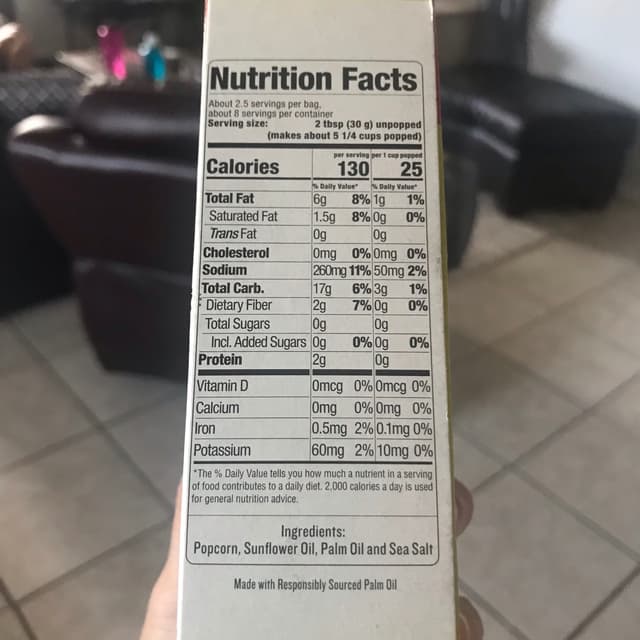 Nutrition Facts
About 2.5 servings per bag,
about 8 servings per container
Serving size: 2 tbsp (30 g) unpopped
(makes about 5 1/4 cups popped)
per serving per 1 cup popped
Calories 130 25
% Daily Value* % Daily Value*
Total Fat 6g 8% 1g 1%
Saturated Fat 1.5g 8% 0g 0%
Trans Fat 0g 0g
Cholesterol 0mg 0% 0mg 0%
Sodium 260mg 11% 50mg 2%
Total Carb. 17g 6% 3g 1%
Dietary Fiber 2g 7% 0g 0%
Total Sugars 0g 0g
Incl. Added Sugars 0g 0% 0g 0%
Protein 2g 0g
Vitamin D 0mcg 0% 0mcg 0%
Calcium 0mg 0% 0mg 0%
Iron 0.5mg 2% 0.1mg 0%
Potassium 60mg 2% 10mg 0%
*The % Daily Value tells you how much a nutrient in a serving
of food contributes to a daily diet. 2,000 calories a day is used
for general nutrition advice.
Ingredients:
Popcorn, Sunflower Oil, Palm Oil and Sea Salt
Made with Responsibly Sourced Palm Oil